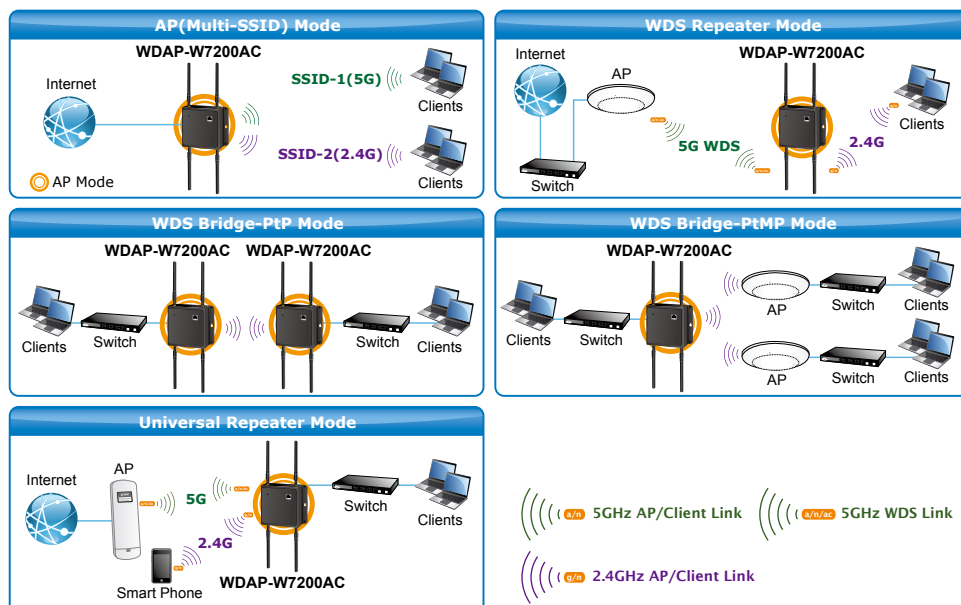 AP(Multi-SSID) Mode
WDAP-W7200AC
Internet
SSID-1(5G)
Clients
SSID-2(2.4G)
Clients
AP Mode
WDS Repeater Mode
Internet
AP
WDAP-W7200AC
5G WDS
2.4G
Clients
Switch
WDS Bridge-PtP Mode
WDAP-W7200AC
WDAP-W7200AC
Clients
Switch
Switch
Clients
WDS Bridge-PtMP Mode
WDAP-W7200AC
Clients
Switch
AP
Switch
Clients
AP
Switch
Clients
Universal Repeater Mode
Internet
AP
5G
2.4G
Smart Phone
WDAP-W7200AC
Switch
Clients
a/n 5GHz AP/Client Link
a/n/ac 5GHz WDS Link
g/n 2.4GHz AP/Client Link